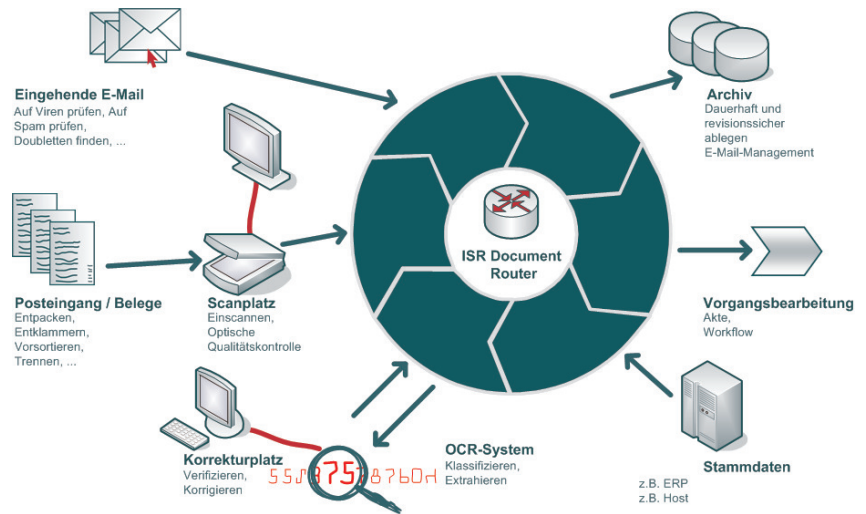 Eingehende E-Mail
Auf Viren prüfen, Auf
Spam prüfen,
Doubletten finden, ...
Archiv
Dauerhaft und
revisionssicher
ablegen
E-Mail-Management
ISR Document
Router
Posteingang / Belege
Entpacken,
Entklammern,
Vorsortieren,
Trennen, ...
Scanplatz
Einscannen,
Optische
Qualitätskontrolle
Vorgangsbearbeitung
Akte,
Workflow
Korrekturplatz
Verifizieren,
Korrigieren
75
OCR-System
Klassifizieren,
Extrahieren
Stammdaten
z.B. ERP
z.B. Host